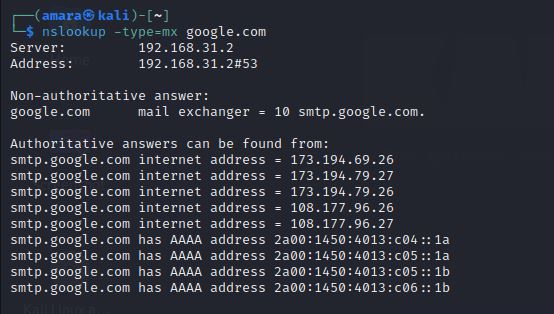 ┌──(amara㉿kali)-[~]
└─$ nslookup -type=mx google.com
Server:         192.168.31.2
Address:        192.168.31.2#53

Non-authoritative answer:
google.com      mail exchanger = 10 smtp.google.com.

Authoritative answers can be found from:
smtp.google.com internet address = 173.194.69.26
smtp.google.com internet address = 173.194.79.27
smtp.google.com internet address = 173.194.79.26
smtp.google.com internet address = 108.177.96.26
smtp.google.com internet address = 108.177.96.27
smtp.google.com has AAAA address 2a00:1450:4013:c04::1a
smtp.google.com has AAAA address 2a00:1450:4013:c05::1a
smtp.google.com has AAAA address 2a00:1450:4013:c05::1b
smtp.google.com has AAAA address 2a00:1450:4013:c06::1b